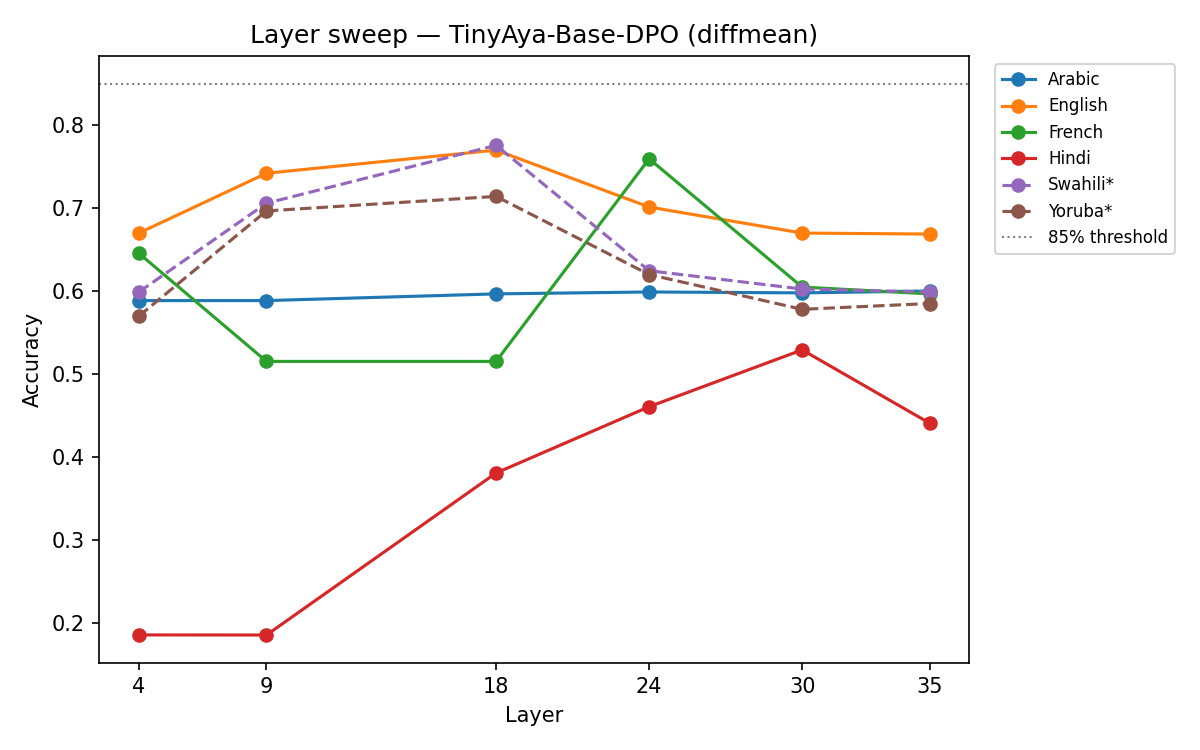 Layer sweep — TinyAya-Base-DPO (diffmean)
Arabic
English
French
Hindi
Swahili*
Yoruba*
85% threshold
Accuracy
0.8
0.7
0.6
0.5
0.4
0.3
0.2
4 9 18 24 30 35
Layer